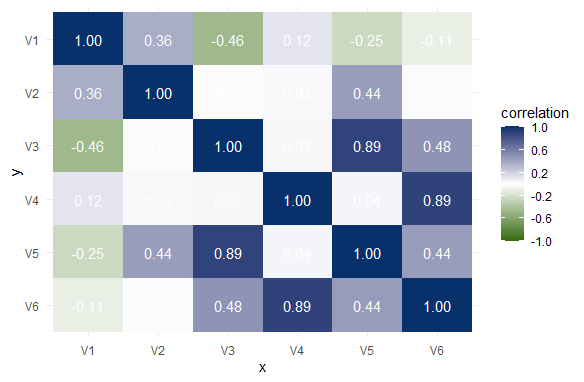 V1 1.00 0.36 -0.46 0.12 -0.25 -0.11
V2 0.36 1.00 0.03 0.44
correlation
V3 -0.46 1.00 0.03 0.89 0.48
1.0
0.6
0.2
-0.2
-0.6
-1.0
y
V4 0.12 0.03 0.03 1.00 0.04 0.89
V5 -0.25 0.44 0.89 0.04 1.00 0.44
V6 -0.11 0.48 0.89 0.44 1.00
V1 V2 V3 V4 V5 V6
x